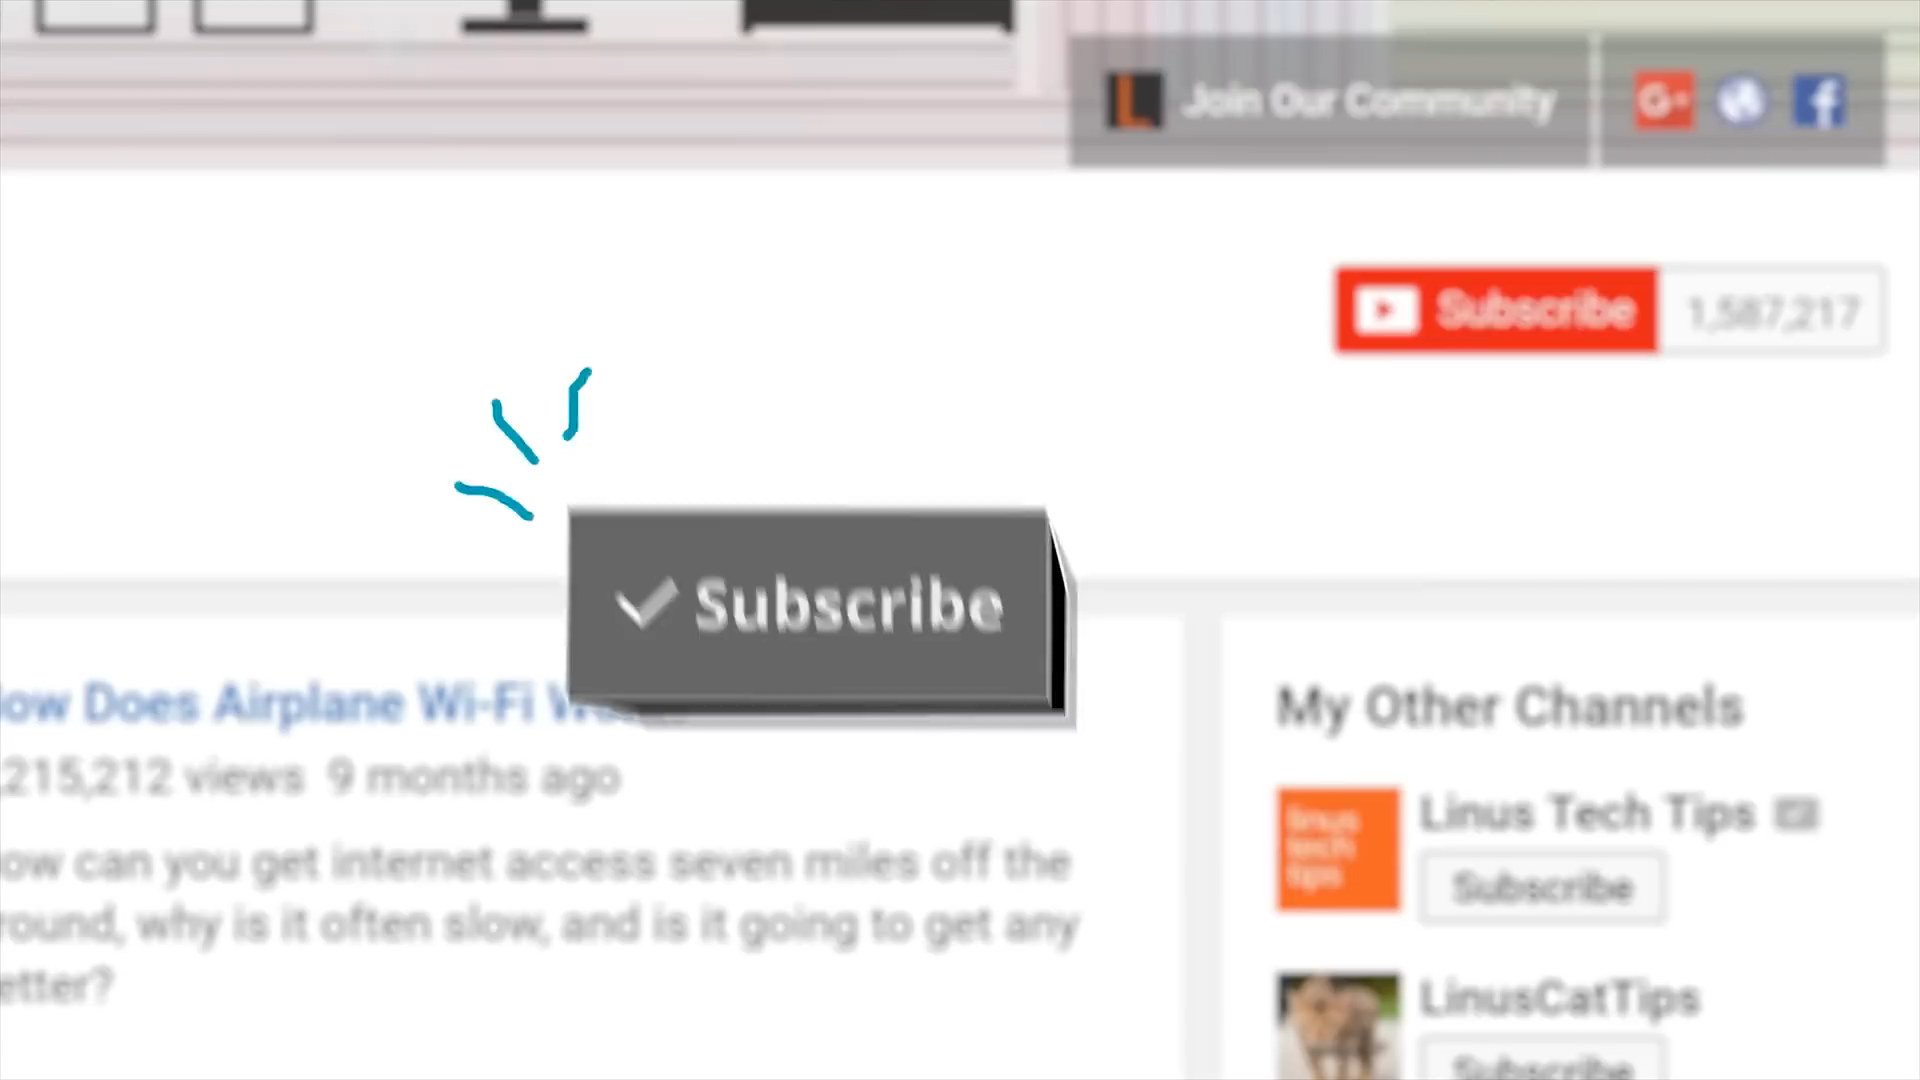 Join Our Community
G+
f
Subscribe 1,587,217
Subscribe
ow Does Airplane Wi-Fi
,215,212 views 9 months ago
ow can you get internet access seven miles off the
round, why is it often slow, and is it going to get any
etter?
My Other Channels
linus
tech
tips
Linus Tech Tips
Subscribe
LinusCatTips
Subscribe